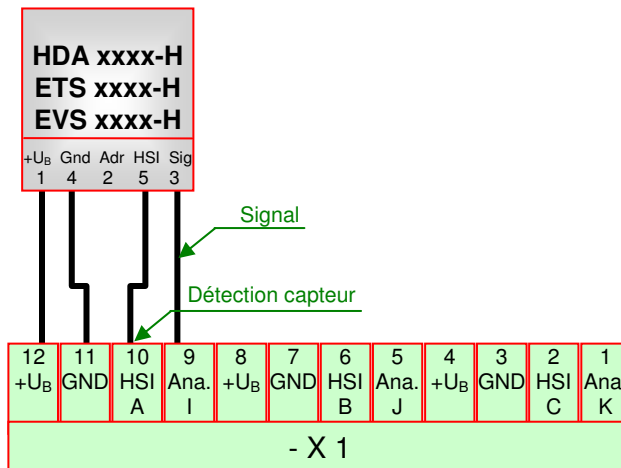 HDA xxxx-H
ETS xxxx-H
EVS xxxx-H
+UB Gnd Adr HSI Sig
1 4 2 5 3
Signal
Détection capteur
12 11 10 9 8 7 6 5 4 3 2 1
+UB GND HSI Ana. +UB GND HSI Ana. +UB GND HSI Ana
A I B J C K
- X 1